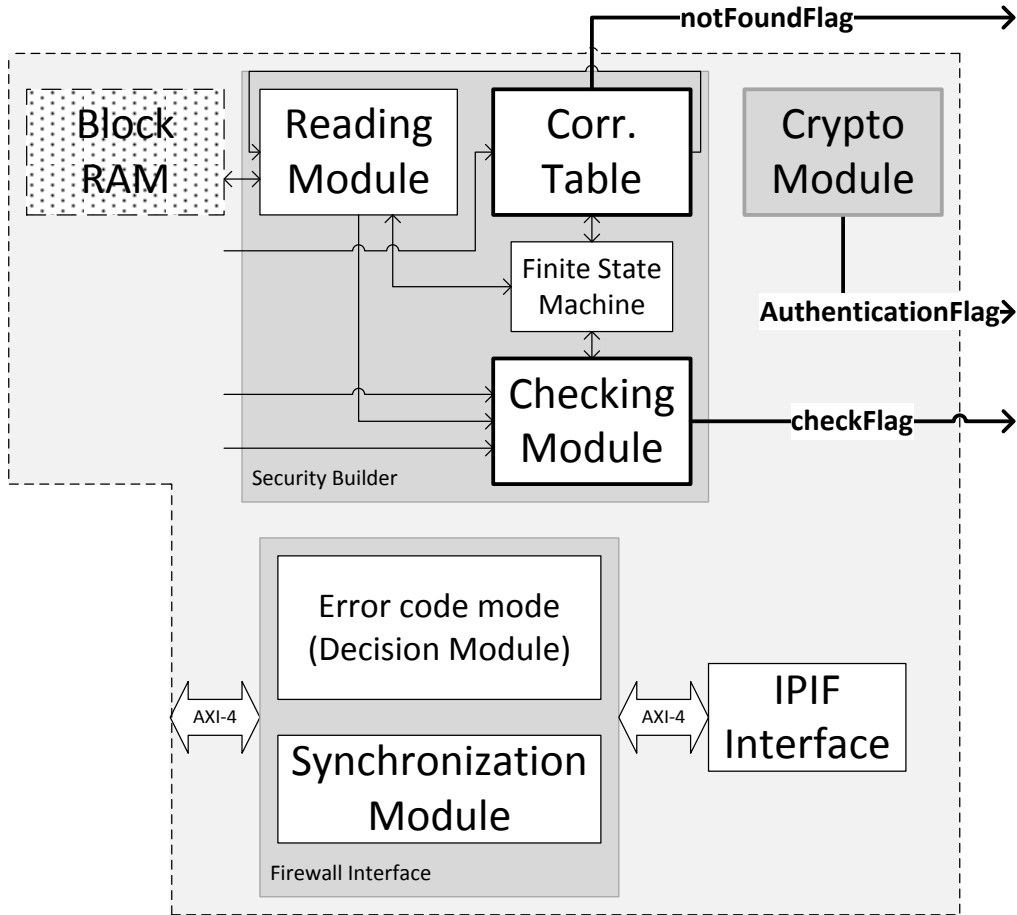 notFoundFlag
Block
RAM
Reading
Module
Corr.
Table
Crypto
Module
Finite State
Machine
AuthenticationFlag
Checking
Module
checkFlag
Security Builder
Error code mode
(Decision Module)
AXI-4
AXI-4
IPIF
Interface
Synchronization
Module
Firewall Interface